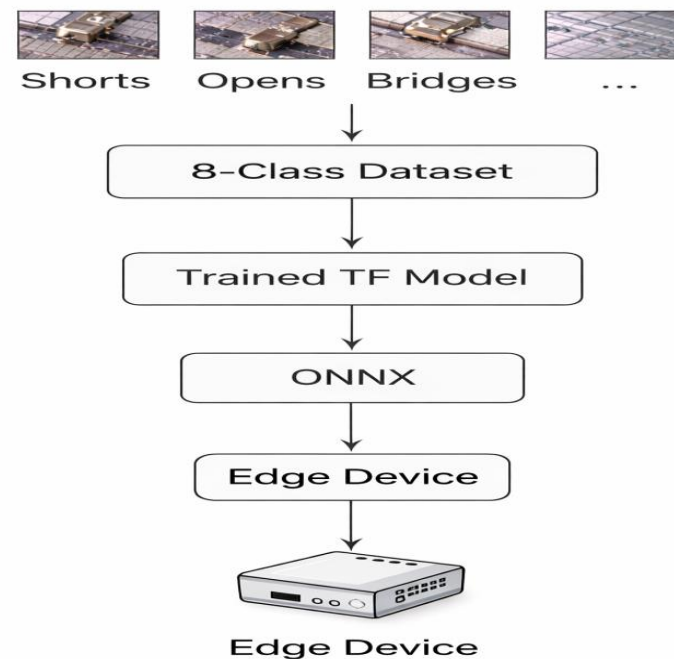 Shorts Opens Bridges ...
8-Class Dataset
Trained TF Model
ONNX
Edge Device
Edge Device